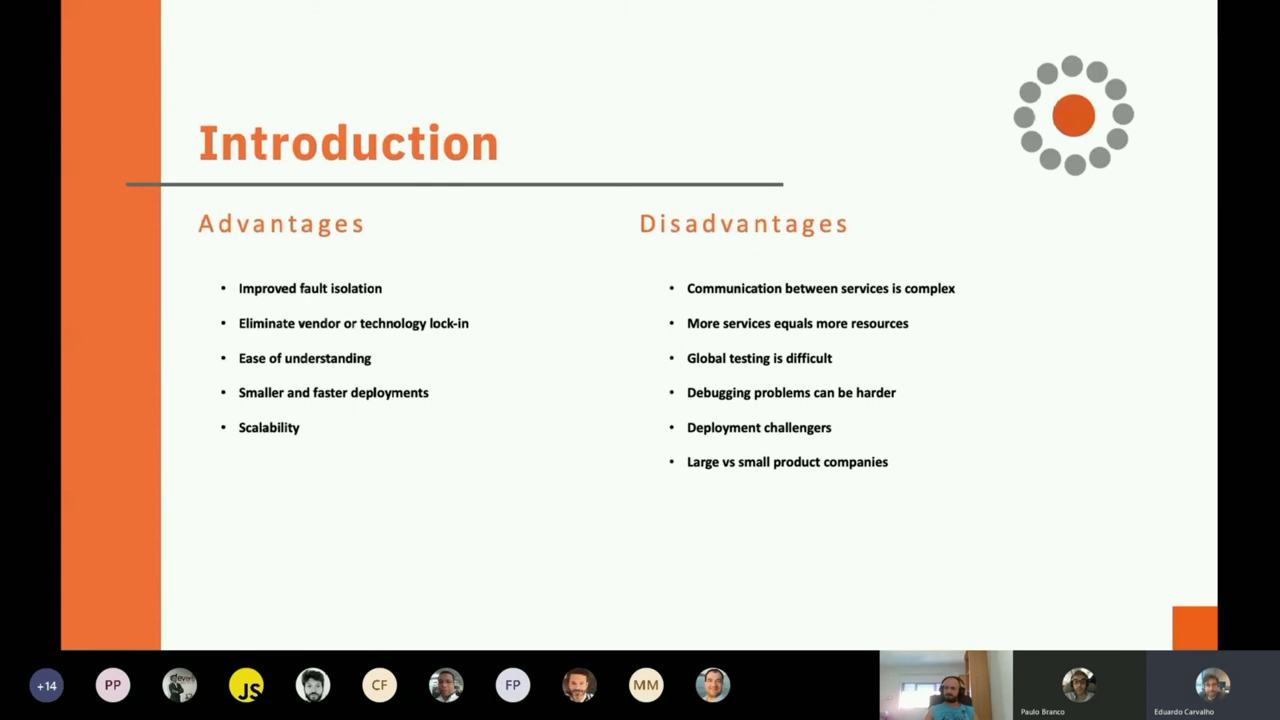 Introduction
Advantages
Improved fault isolation
Eliminate vendor or technology lock-in
Ease of understanding
Smaller and faster deployments
Scalability
Disadvantages
Communication between services is complex
More services equals more resources
Global testing is difficult
Debugging problems can be harder
Deployment challengers
Large vs small product companies
+14
PP
JS
CF
FP
MM
Paulo Branco
Eduardo Carvalho